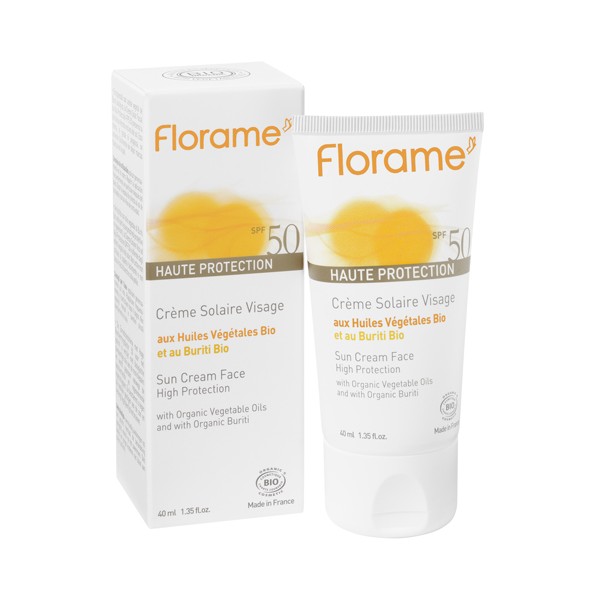 BIO
Florame
SPF 50
HAUTE PROTECTION
Crème Solaire Visage
aux Huiles Végétales Bio
et au Buriti Bio
Sun Cream Face
High Protection
with Organic Vegetable Oils
and with Organic Buriti
BIO
COSMETIC
40 ml 1.35 fl.oz.
Made in France
Florame
SPF 50
HAUTE PROTECTION
Crème Solaire Visage
aux Huiles Végétales Bio
et au Buriti Bio
Sun Cream Face
High Protection
with Organic Vegetable Oils
and with Organic Buriti
BIO
40 ml 1.35 fl.oz.
Made in France